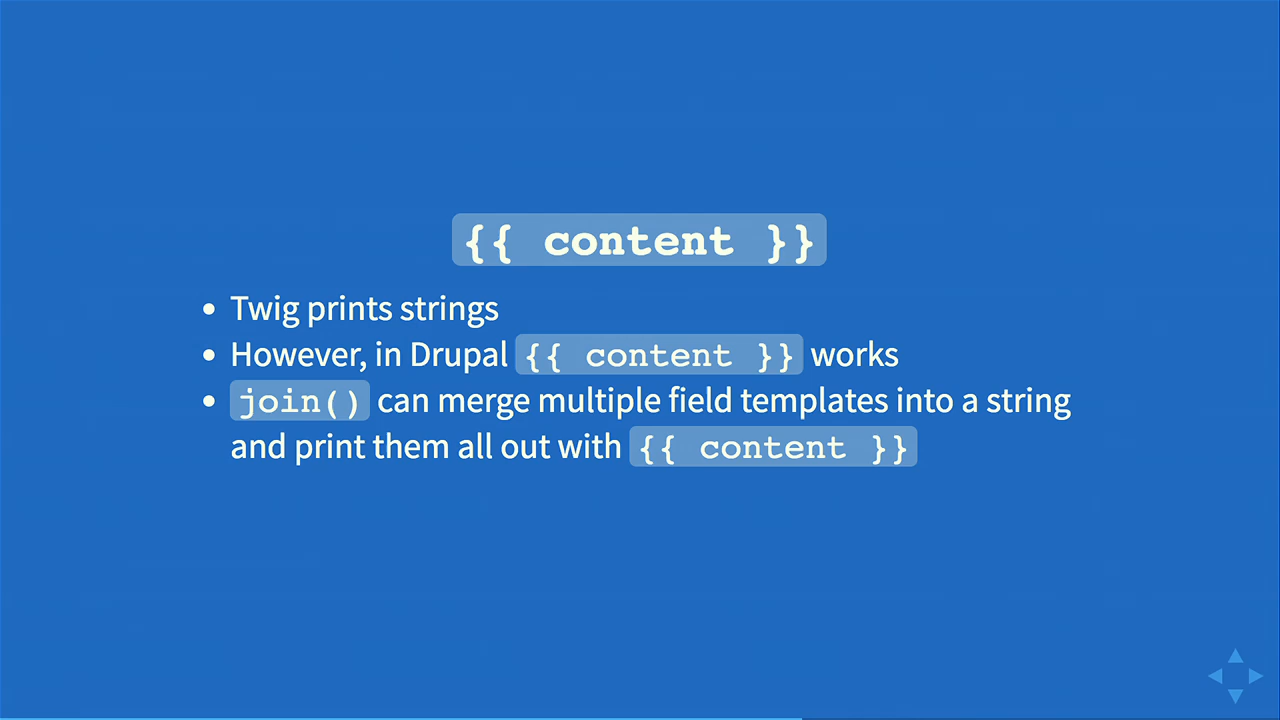 {{ content }}
• Twig prints strings
• However, in Drupal {{ content }} works
• join() can merge multiple field templates into a string
and print them all out with {{ content }}